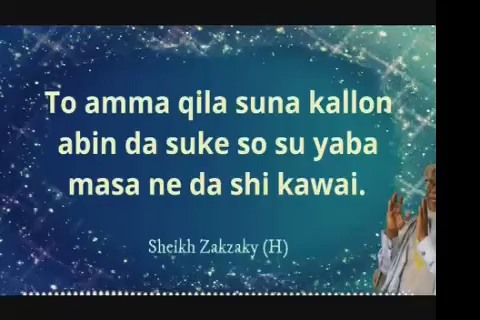 To amma qila suna kallon
abin da suke so su yaba
masa ne da shi kawai.
Sheikh Zakzaky (H)